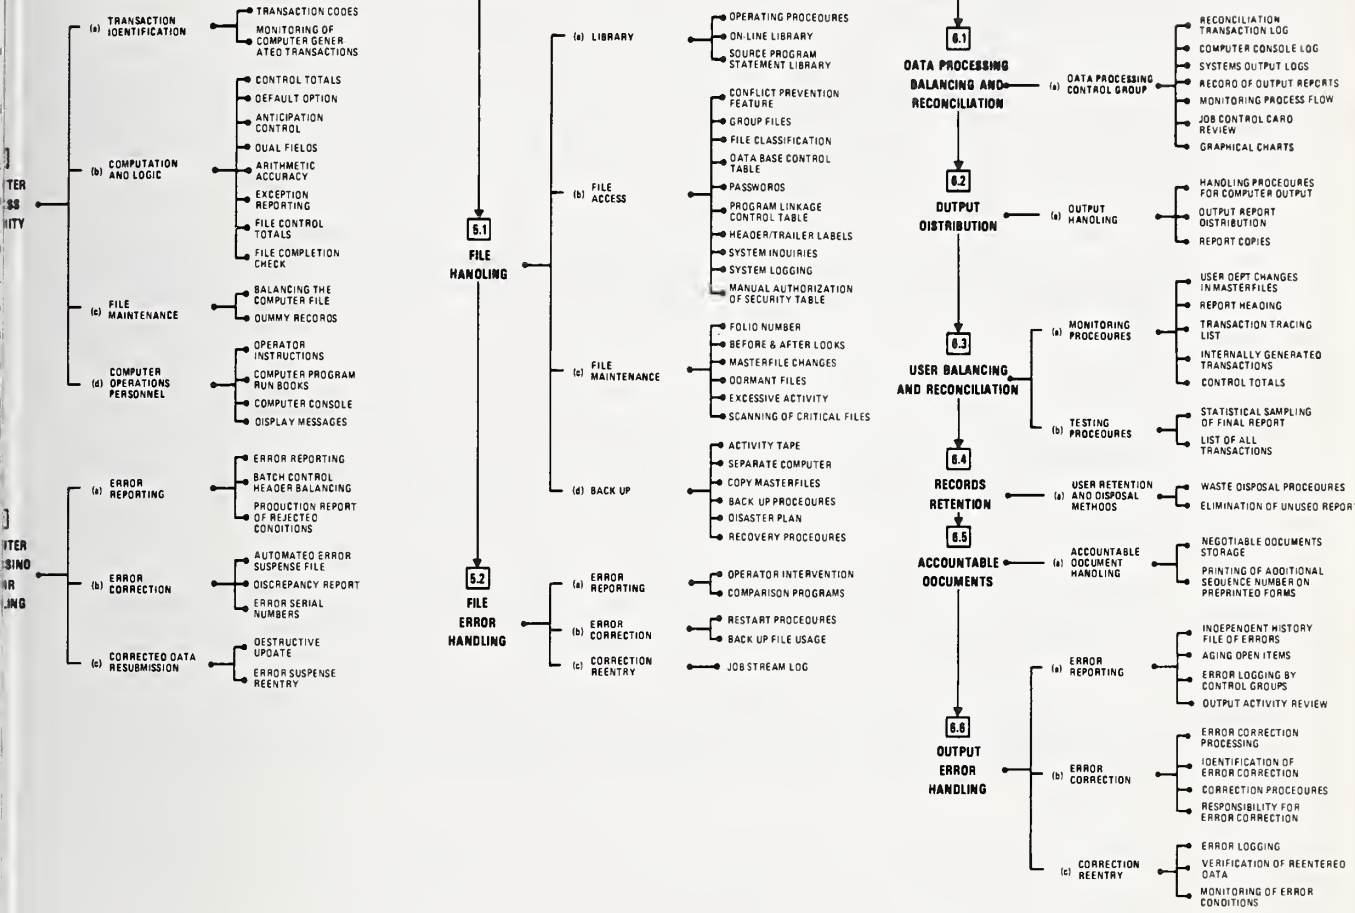 (a) TRANSACTION
IDENTIFICATION
TRANSACTION CODES
MONITORING OF
COMPUTER GENER-
ATED TRANSACTIONS
(b) COMPUTATION
AND LOGIC
CONTROL TOTALS
DEFAULT OPTION
ANTICIPATION
CONTROL
DUAL FIELDS
ARITHMETIC
ACCURACY
EXCEPTION
REPORTING
FILE CONTROL
TOTALS
FILE COMPLETION
CHECK
(c) FILE
MAINTENANCE
BALANCING THE
COMPUTER FILE
DUMMY RECORDS
(d) COMPUTER
OPERATIONS
PERSONNEL
OPERATOR
INSTRUCTIONS
COMPUTER PROGRAM
RUN BOOKS
COMPUTER CONSOLE
DISPLAY MESSAGES
(a) ERROR
REPORTING
ERROR REPORTING
BATCH CONTROL
HEADER BALANCING
PRODUCTION REPORT
OF REJECTED
CONDITIONS
(b) ERROR
CORRECTION
AUTOMATED ERROR
SUSPENSE FILE
DISCREPANCY REPORT
ERROR SERIAL
NUMBERS
(c) CORRECTED DATA
RESUBMISSION
DESTRUCTIVE
UPDATE
ERROR SUSPENSE
REENTRY
5.1
FILE
HANDLING
(a) LIBRARY
OPERATING PROCEDURES
ON-LINE LIBRARY
SOURCE PROGRAM
STATEMENT LIBRARY
(b) FILE
ACCESS
CONFLICT PREVENTION
FEATURE
GROUP FILES
FILE CLASSIFICATION
DATA BASE CONTROL
TABLE
PASSWORDS
PROGRAM LINKAGE
CONTROL TABLE
HEADER/TRAILER LABELS
SYSTEM INQUIRIES
SYSTEM LOGGING
MANUAL AUTHORIZATION
OF SECURITY TABLE
(c) FILE
MAINTENANCE
FOLIO NUMBER
BEFORE & AFTER LOOKS
MASTERFILE CHANGES
DORMANT FILES
EXCESSIVE ACTIVITY
SCANNING OF CRITICAL FILES
(d) BACK UP
ACTIVITY TAPE
SEPARATE COMPUTER
COPY MASTERFILES
BACK UP PROCEDURES
DISASTER PLAN
RECOVERY PROCEDURES
5.2
FILE
ERROR
HANDLING
(a) ERROR
REPORTING
OPERATOR INTERVENTION
COMPARISON PROGRAMS
(b) ERROR
CORRECTION
RESTART PROCEDURES
BACK UP FILE USAGE
(c) CORRECTION
REENTRY
JOB STREAM LOG
6.1
DATA PROCESSING
BALANCING AND
RECONCILIATION
(a) DATA PROCESSING
CONTROL GROUP
RECONCILIATION
TRANSACTION LOG
COMPUTER CONSOLE LOG
SYSTEMS OUTPUT LOGS
RECORD OF OUTPUT REPORTS
MONITORING PROCESS FLOW
JOB CONTROL CARD
REVIEW
GRAPHICAL CHARTS
6.2
OUTPUT
DISTRIBUTION
(a) OUTPUT
HANDLING
HANDLING PROCEDURES
FOR COMPUTER OUTPUT
OUTPUT REPORT
DISTRIBUTION
REPORT COPIES
6.3
USER BALANCING
AND RECONCILIATION
(a) MONITORING
PROCEDURES
USER DEPT CHANGES
IN MASTERFILES
REPORT HEADING
TRANSACTION TRACING
LIST
INTERNALLY GENERATED
TRANSACTIONS
CONTROL TOTALS
(b) TESTING
PROCEDURES
STATISTICAL SAMPLING
OF FINAL REPORT
LIST OF ALL
TRANSACTIONS
6.4
RECORDS
RETENTION
(a) USER RETENTION
AND DISPOSAL
METHODS
WASTE DISPOSAL PROCEDURES
ELIMINATION OF UNUSED REPORT
6.5
ACCOUNTABLE
DOCUMENTS
(a) ACCOUNTABLE
DOCUMENT
HANDLING
NEGOTIABLE DOCUMENTS
STORAGE
PRINTING OF ADDITIONAL
SEQUENCE NUMBER ON
PREPRINTED FORMS
6.6
OUTPUT
ERROR
HANDLING
(a) ERROR
REPORTING
INDEPENDENT HISTORY
FILE OF ERRORS
AGING OPEN ITEMS
ERROR LOGGING BY
CONTROL GROUPS
OUTPUT ACTIVITY REVIEW
(b) ERROR
CORRECTION
ERROR CORRECTION
PROCESSING
IDENTIFICATION OF
ERROR CORRECTION
CORRECTION PROCEDURES
RESPONSIBILITY FOR
ERROR CORRECTION
(c) CORRECTION
REENTRY
ERROR LOGGING
VERIFICATION OF REENTERED
DATA
MONITORING OF ERROR
CONDITIONS